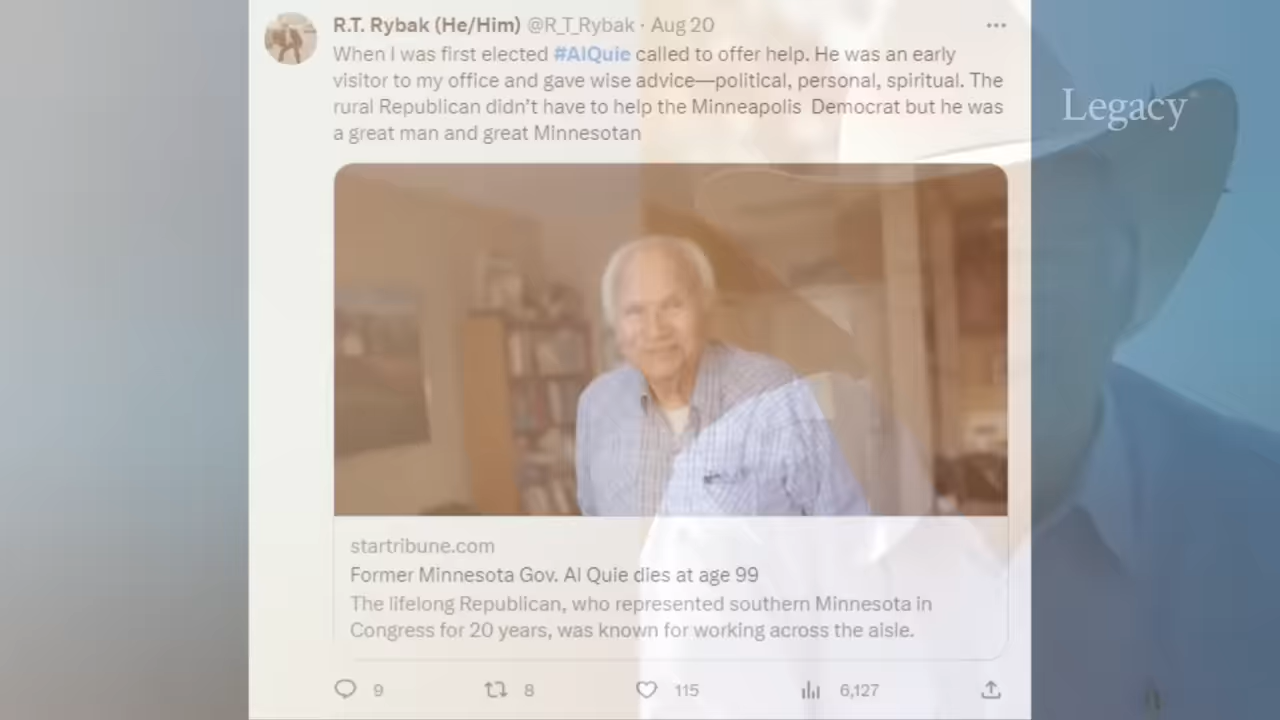 R.T. Rybak (He/Him) @R_T_Rybak · Aug 20
When I was first elected #AlQuie called to offer help. He was an early
visitor to my office and gave wise advice—political, personal, spiritual. The
rural Republican didn't have to help the Minneapolis Democrat but he was
a great man and great Minnesotan
Legacy
startribune.com
Former Minnesota Gov. Al Quie dies at age 99
The lifelong Republican, who represented southern Minnesota in
Congress for 20 years, was known for working across the aisle.
9 8 115 6,127